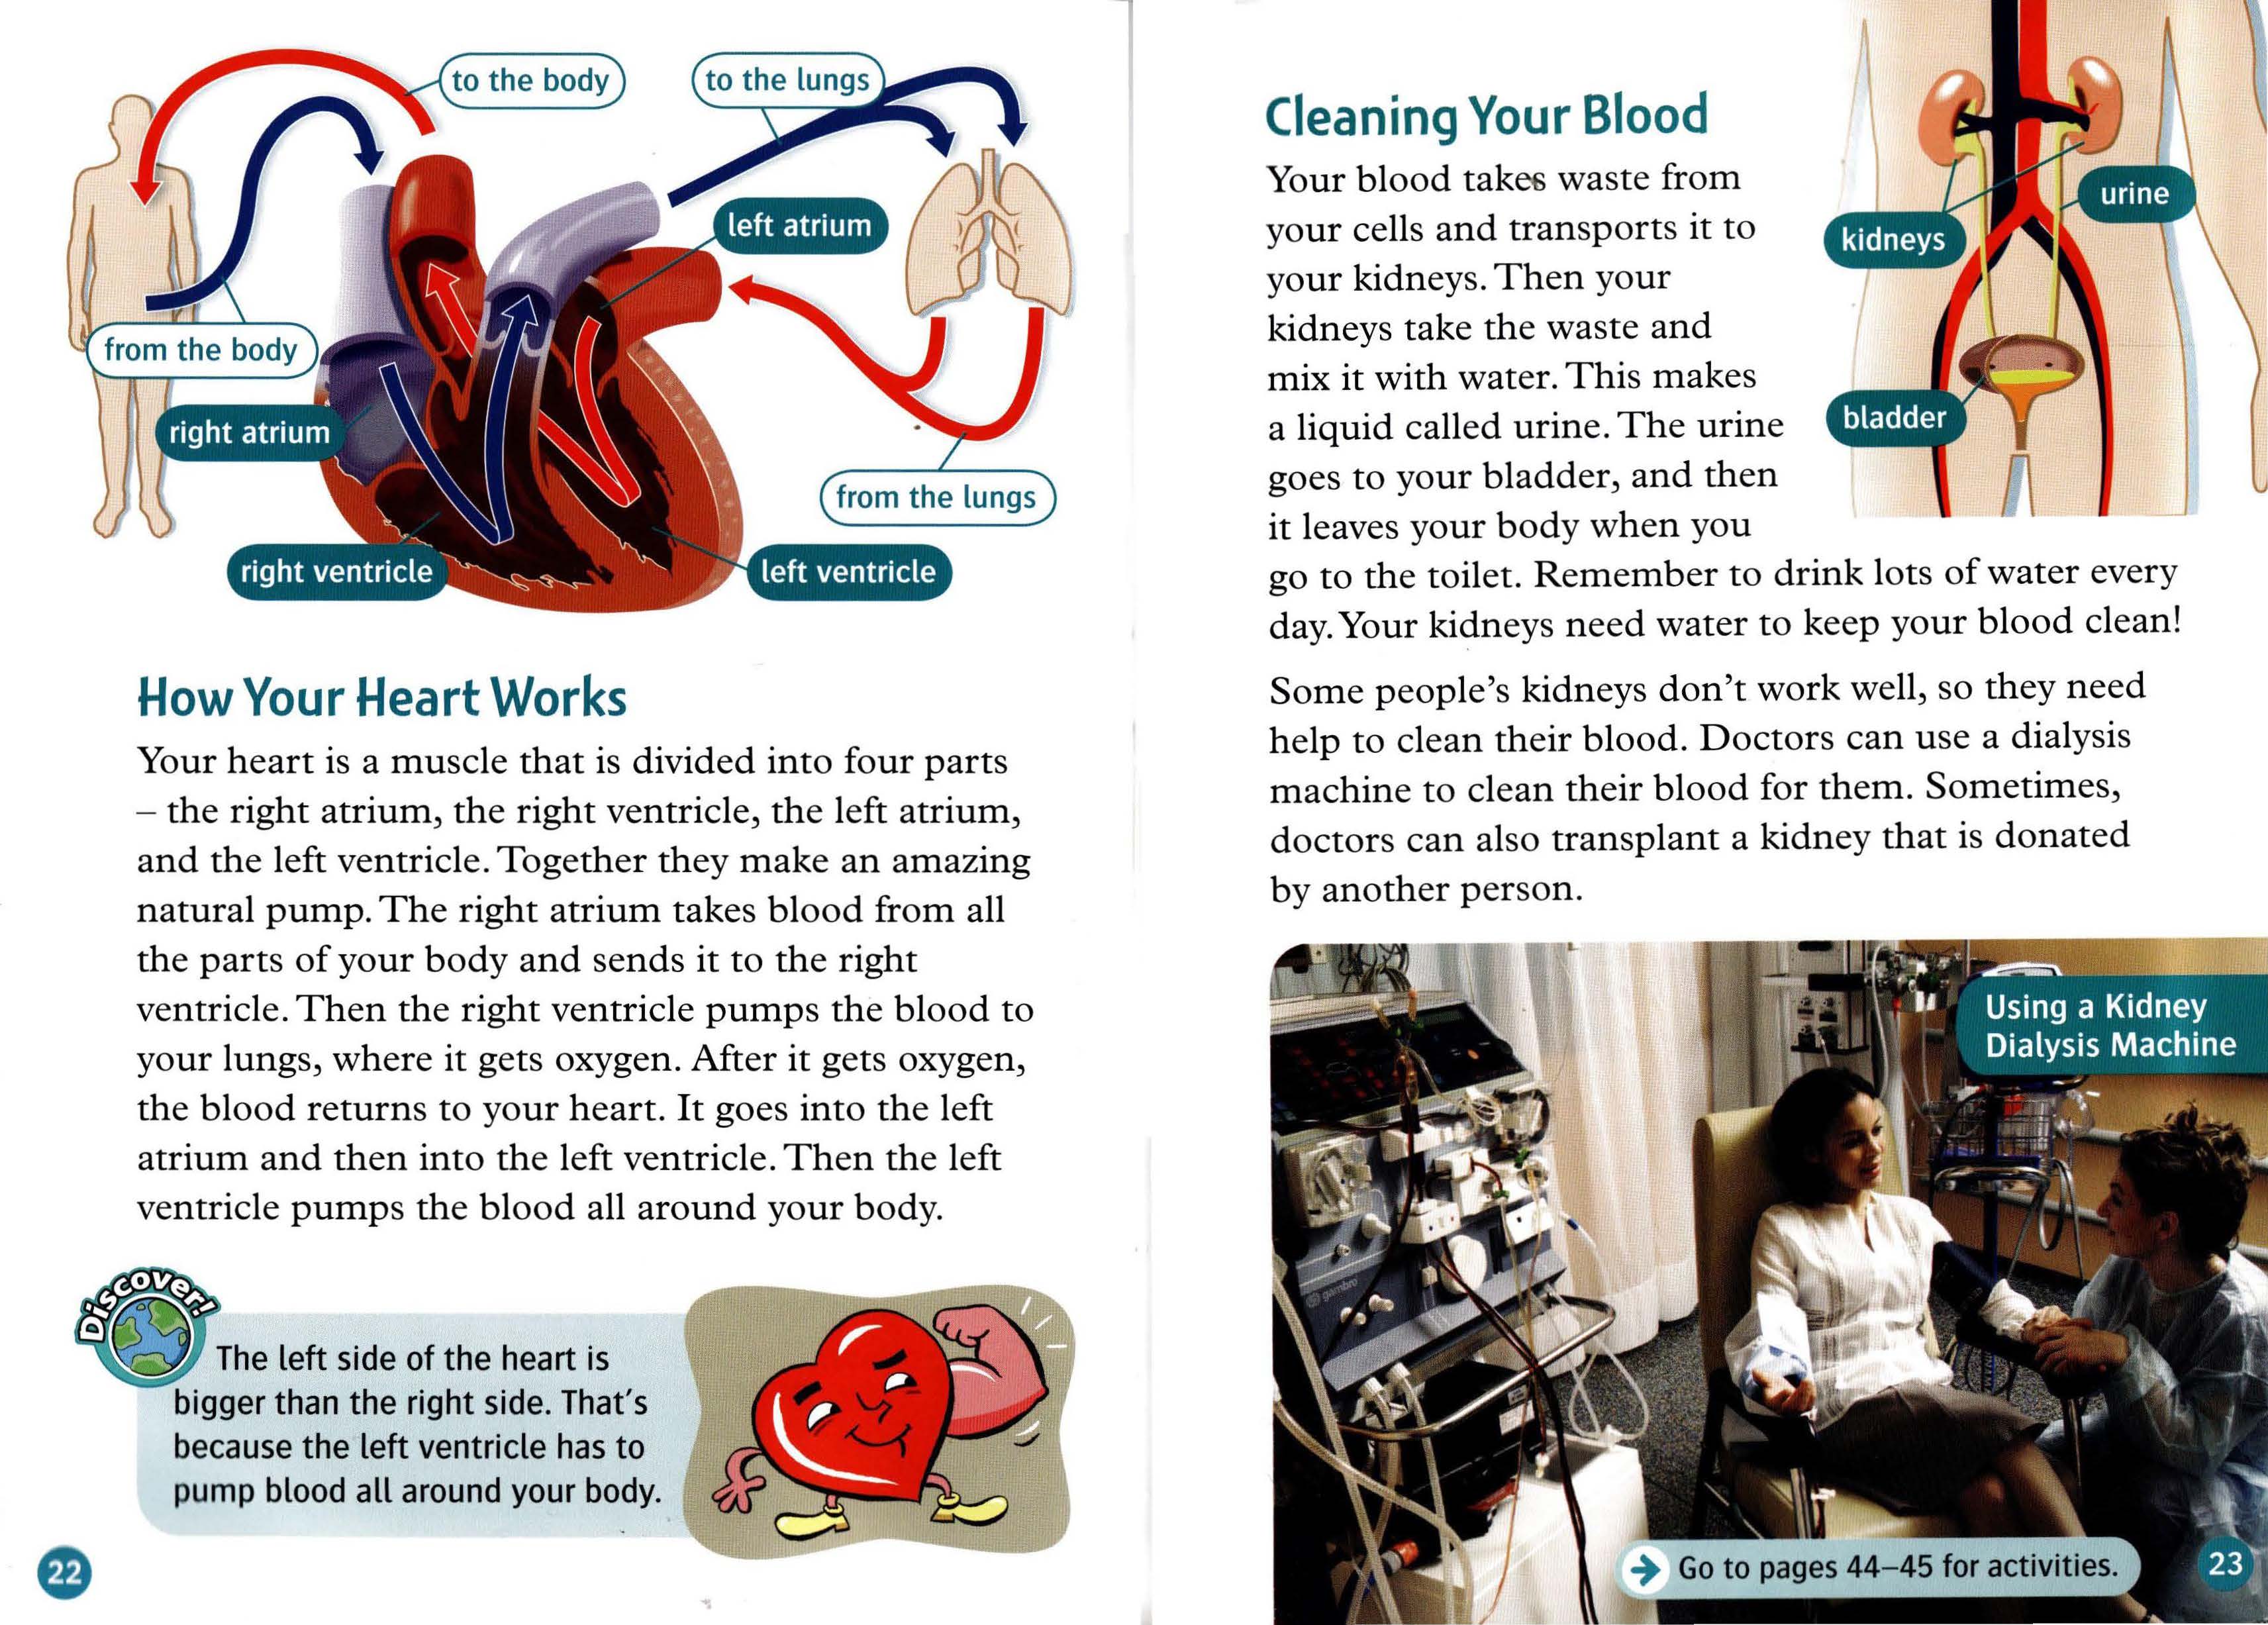 to the body
to the lungs
left atrium
from the body
right atrium
from the lungs
right ventricle
left ventricle
How Your Heart Works
Your heart is a muscle that is divided into four parts
– the right atrium, the right ventricle, the left atrium,
and the left ventricle. Together they make an amazing
natural pump. The right atrium takes blood from all
the parts of your body and sends it to the right
ventricle. Then the right ventricle pumps the blood to
your lungs, where it gets oxygen. After it gets oxygen,
the blood returns to your heart. It goes into the left
atrium and then into the left ventricle. Then the left
ventricle pumps the blood all around your body.
Discover!
The left side of the heart is
bigger than the right side. That's
because the left ventricle has to
pump blood all around your body.
22
Cleaning Your Blood
Your blood takes waste from
your cells and transports it to
your kidneys. Then your
kidneys take the waste and
mix it with water. This makes
a liquid called urine. The urine
goes to your bladder, and then
it leaves your body when you
go to the toilet. Remember to drink lots of water every
day. Your kidneys need water to keep your blood clean!
urine
kidneys
bladder
Some people's kidneys don't work well, so they need
help to clean their blood. Doctors can use a dialysis
machine to clean their blood for them. Sometimes,
doctors can also transplant a kidney that is donated
by another person.
Using a Kidney
Dialysis Machine
gambro
Go to pages 44–45 for activities.
23